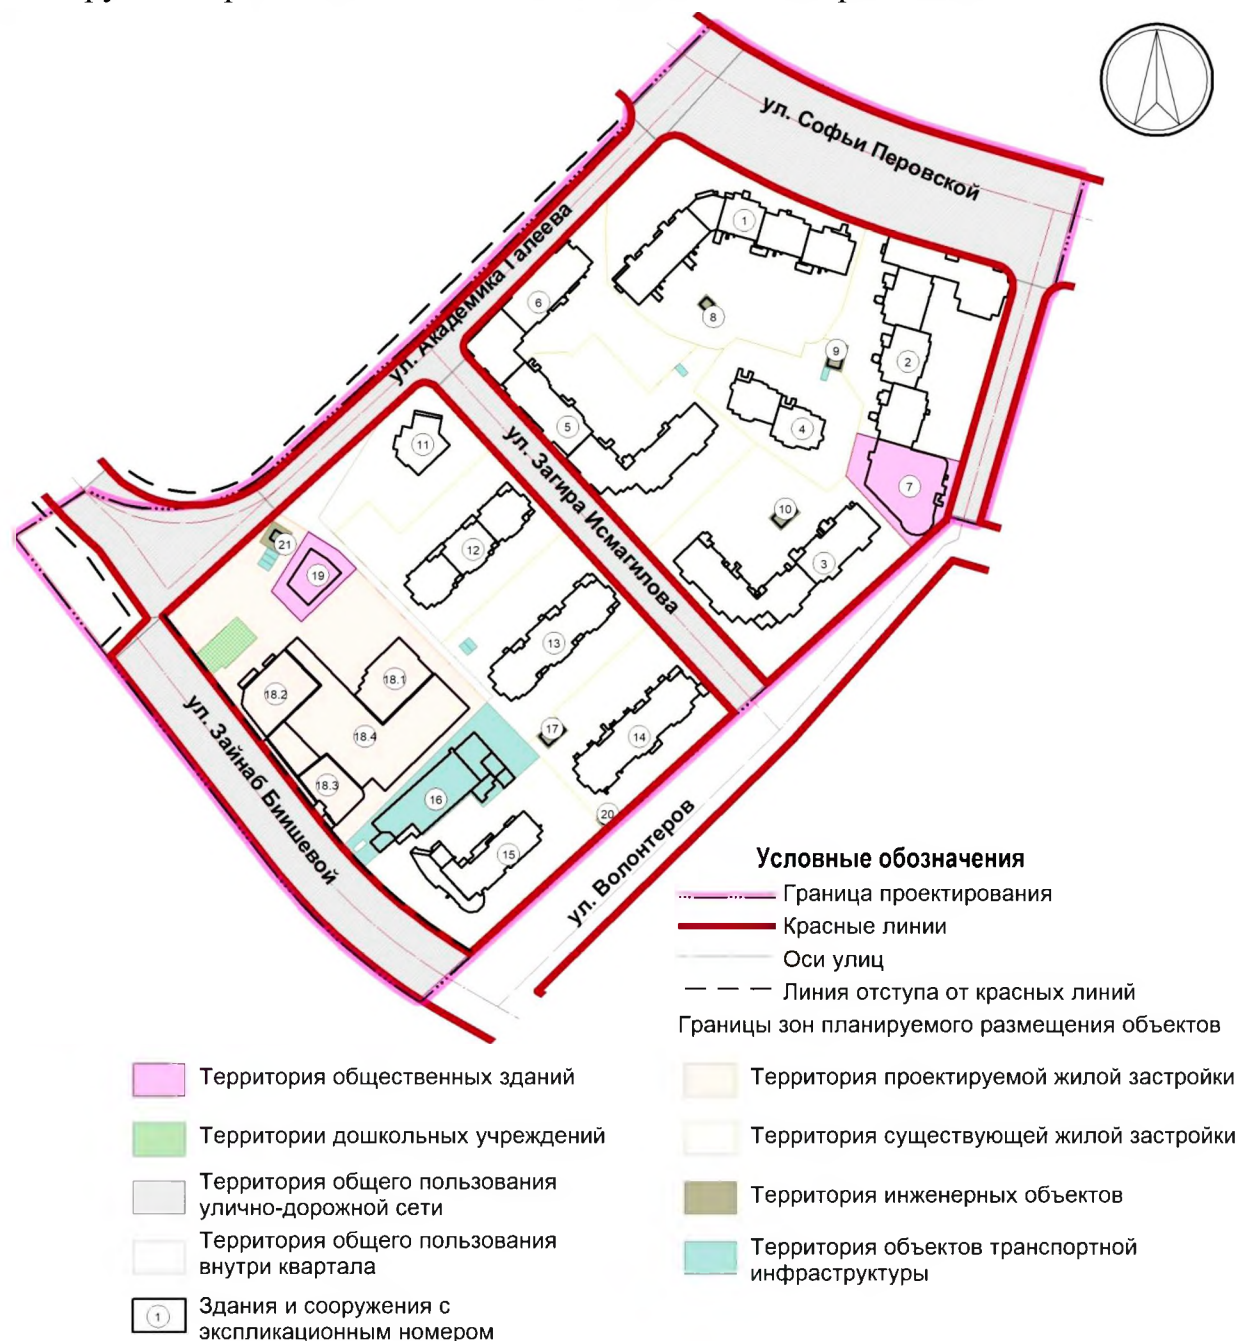 ул. Софьи Перовской
ул. Академика Галеева
1
6
8
9
2
5
4
ул. Загира Исмагилова
11
7
10
3
12
21
19
13
18.2
18.1
18.4
17
14
18.3
16
20
15
ул. Зайнаб Биишевой
ул. Волонтеров
Условные обозначения
Граница проектирования
Красные линии
Оси улиц
Линия отступа от красных линий
Границы зон планируемого размещения объектов
Территория общественных зданий
Территории дошкольных учреждений
Территория общего пользования
улично-дорожной сети
Территория общего пользования
внутри квартала
1
Здания и сооружения с
экспликационным номером
Территория проектируемой жилой застройки
Территория существующей жилой застройки
Территория инженерных объектов
Территория объектов транспортной
инфраструктуры